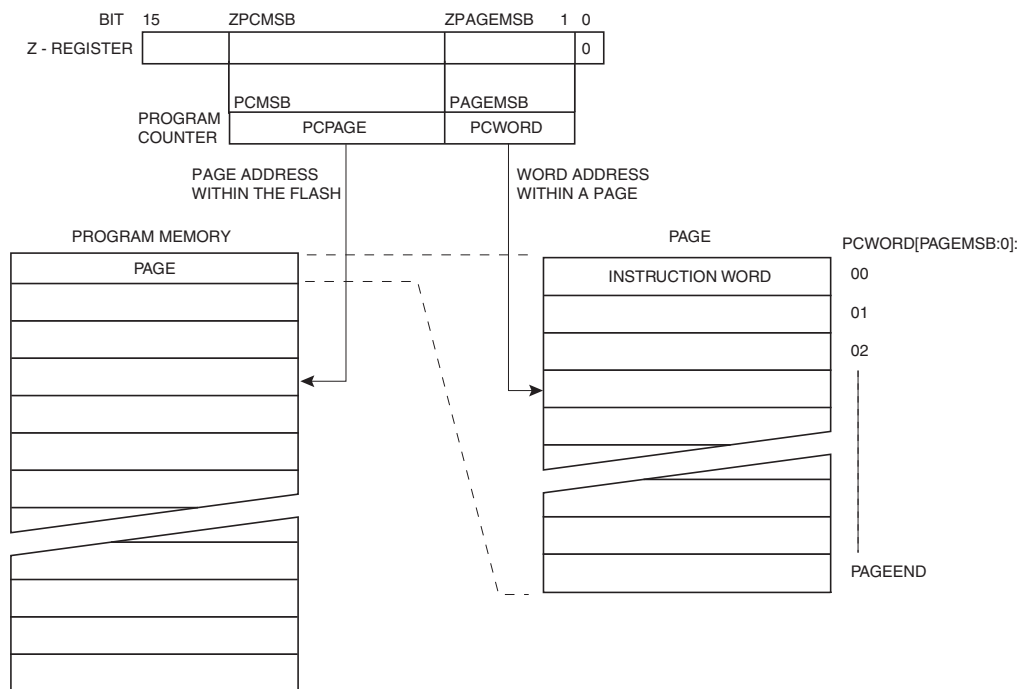 BIT 15 ZPCMSB ZPAGEMSB 1 0
Z - REGISTER 0
PCMSB PAGEMSB
PROGRAM
COUNTER
PCPAGE PCWORD
PAGE ADDRESS
WITHIN THE FLASH
WORD ADDRESS
WITHIN A PAGE
PROGRAM MEMORY
PAGE
PAGE
PCWORD[PAGEMSB:0]:
INSTRUCTION WORD
00
01
02
PAGEEND